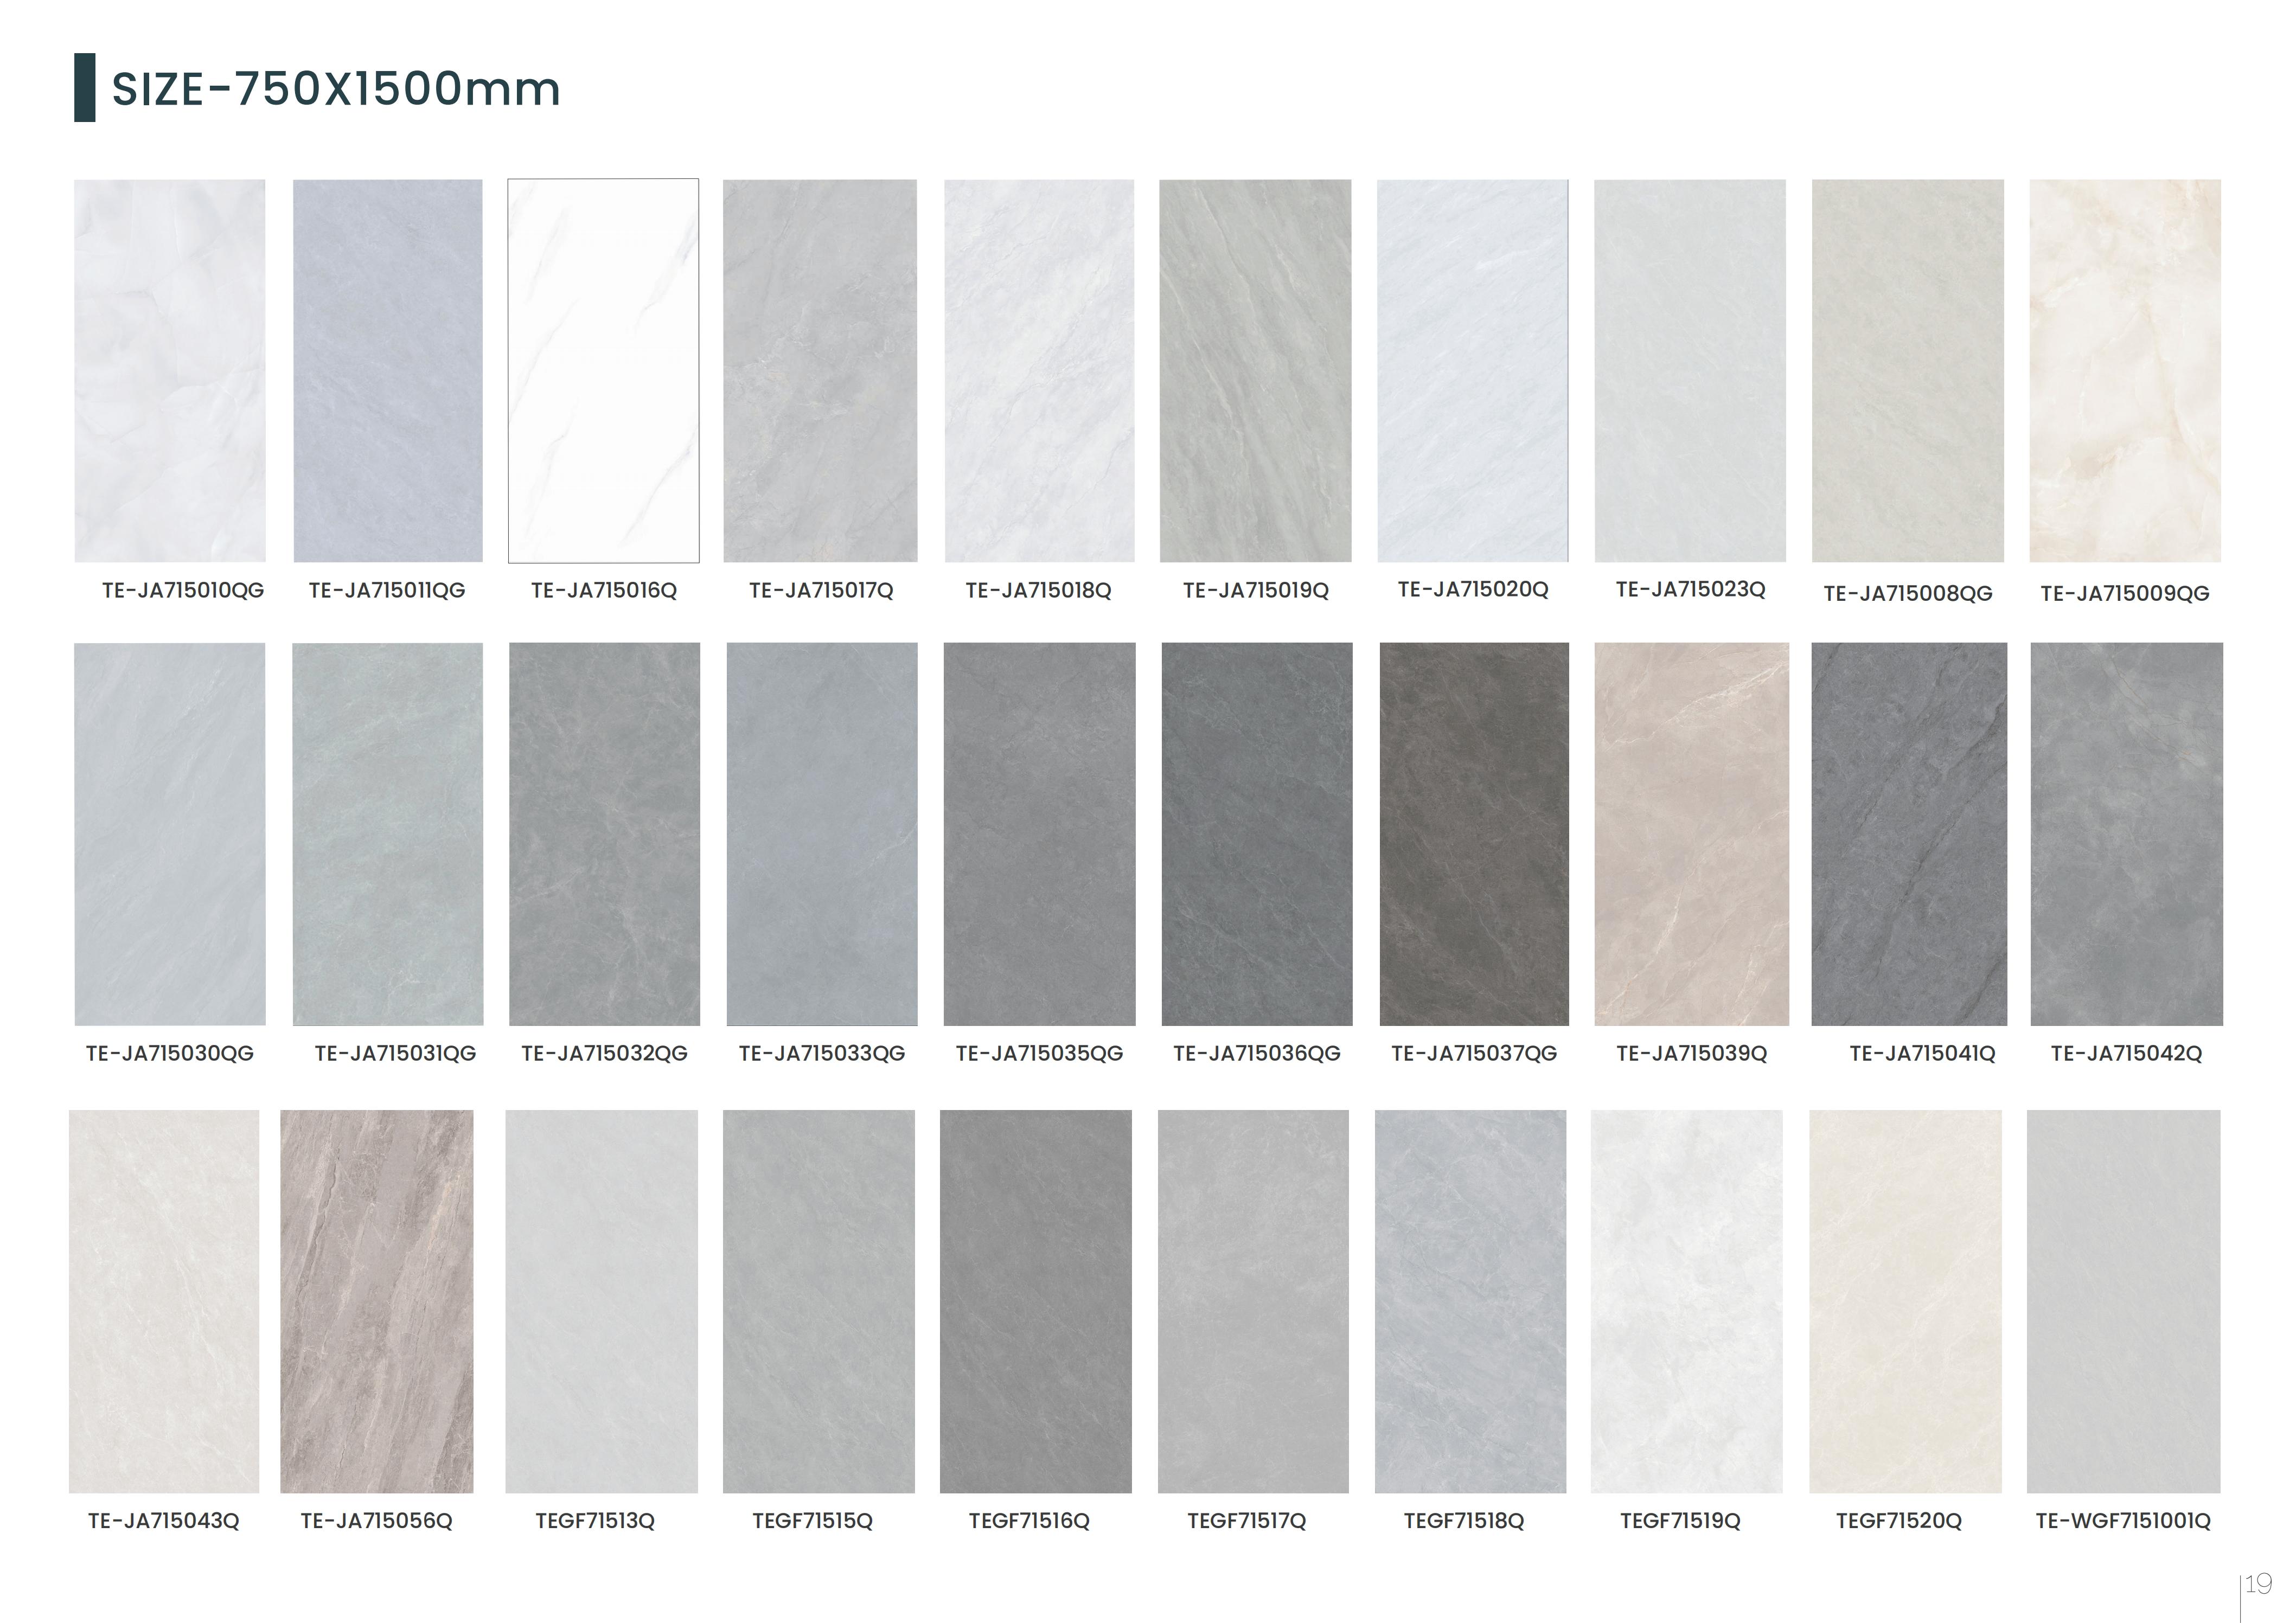 SIZE-750X1500mm
TE-JA715010QG TE-JA715011QG TE-JA715016Q TE-JA715017Q TE-JA715018Q TE-JA715019Q TE-JA715020Q TE-JA715023Q TE-JA715008QG TE-JA715009QG
TE-JA715030QG TE-JA715031QG TE-JA715032QG TE-JA715033QG TE-JA715035QG TE-JA715036QG TE-JA715037QG TE-JA715039Q TE-JA715041Q TE-JA715042Q
TE-JA715043Q TE-JA715056Q TEGF71513Q TEGF71515Q TEGF71516Q TEGF71517Q TEGF71518Q TEGF71519Q TEGF71520Q TE-WGF7151001Q
19